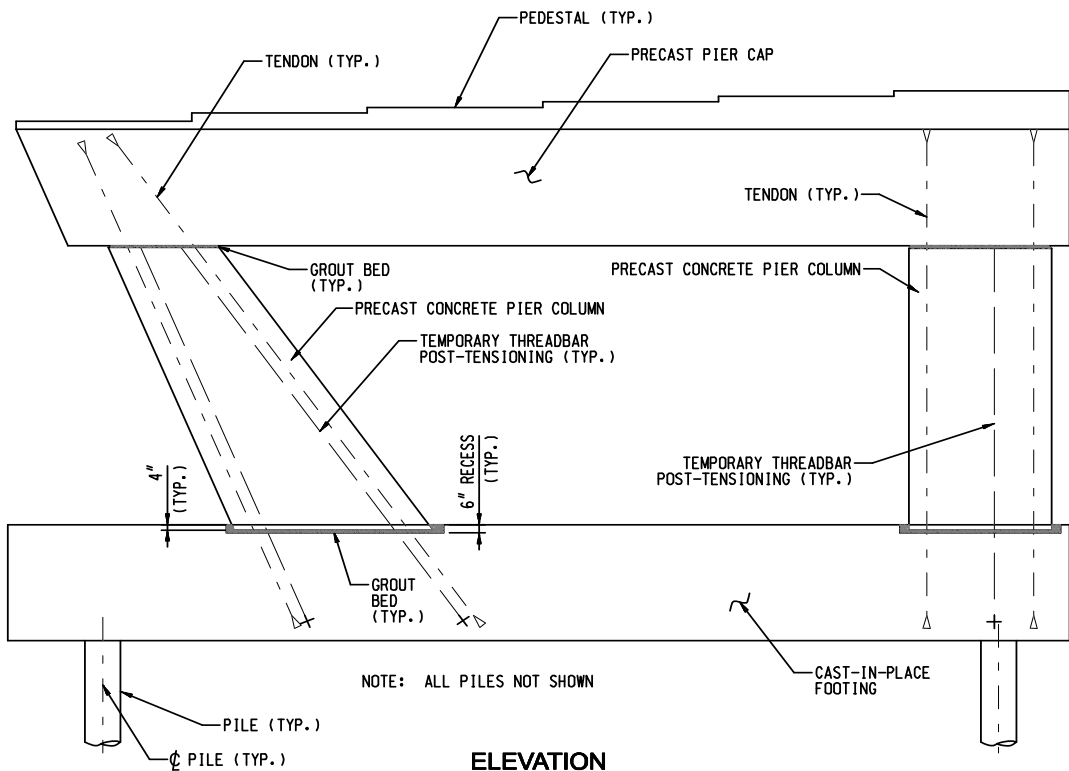 PEDESTAL (TYP.)
TENDON (TYP.)
PRECAST PIER CAP
TENDON (TYP.)
GROUT BED
(TYP.)
PRECAST CONCRETE PIER COLUMN
PRECAST CONCRETE PIER COLUMN
TEMPORARY THREADBAR
POST-TENSIONING (TYP.)
4"
(TYP.)
6" RECESS
(TYP.)
TEMPORARY THREADBAR
POST-TENSIONING (TYP.)
GROUT
BED
(TYP.)
NOTE: ALL PILES NOT SHOWN
CAST-IN-PLACE
FOOTING
PILE (TYP.)
℄ PILE (TYP.)
ELEVATION